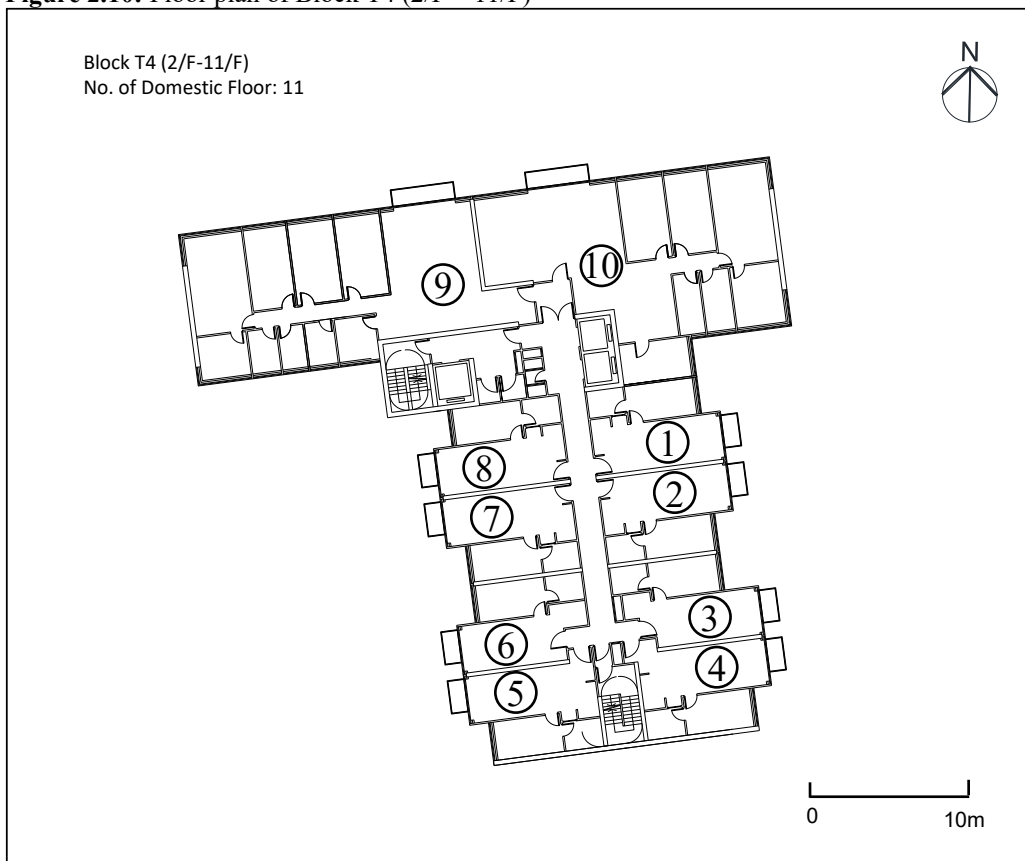 Figure 2.10: Floor plan of Block T4 (2/F – 11/F)
Block T4 (2/F-11/F)
No. of Domestic Floor: 11
N
10
9
1
8
2
7
3
6
4
5
0 10m